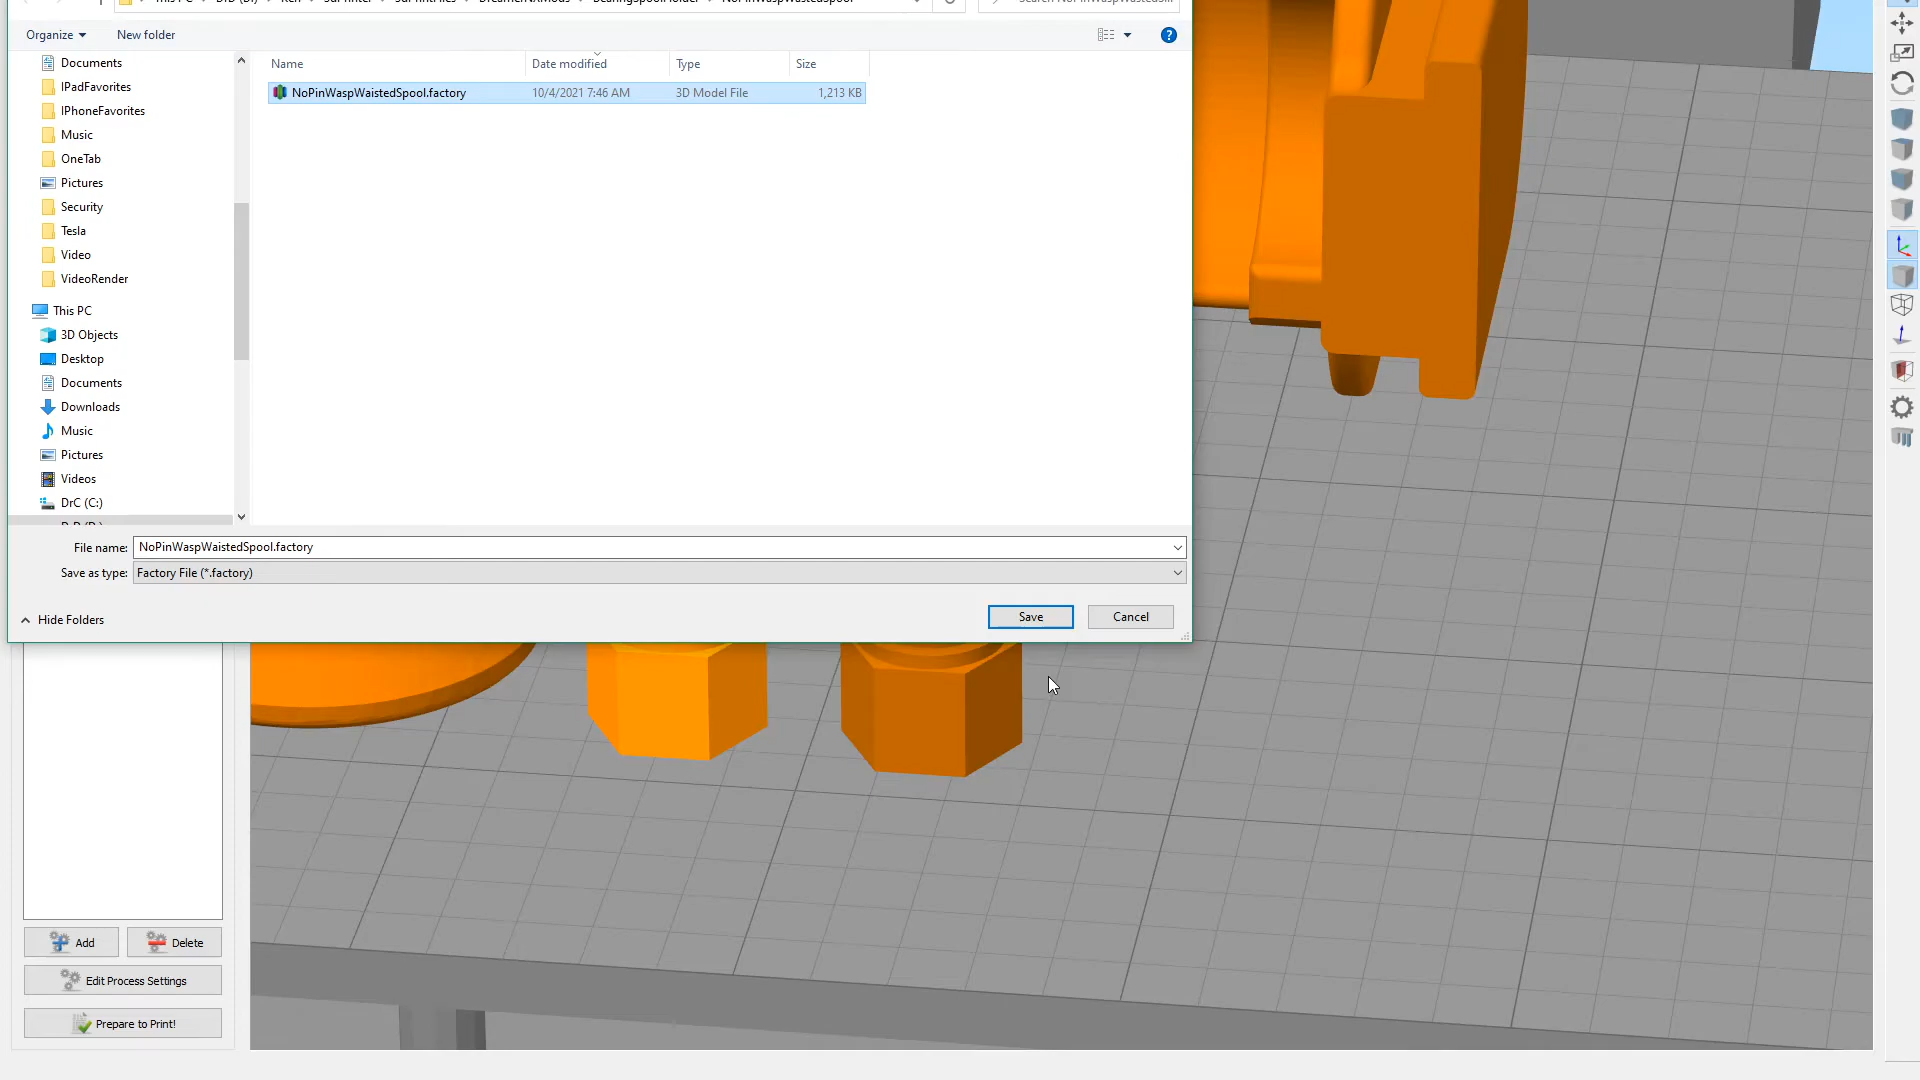 Organize
New folder
Name
Date modified
Type
Size
NoPinWaspWaistedSpool.factory
10/4/2021 7:46 AM
3D Model File
1,213 KB
Documents
IPadFavorites
IPhoneFavorites
Music
OneTab
Pictures
Security
Tesla
Video
VideoRender
This PC
3D Objects
Desktop
Documents
Downloads
Music
Pictures
Videos
DrC (C:)
File name: NoPinWaspWaistedSpool.factory
Save as type: Factory File (*.factory)
Hide Folders
Save
Cancel
Add
Delete
Edit Process Settings
Prepare to Print!